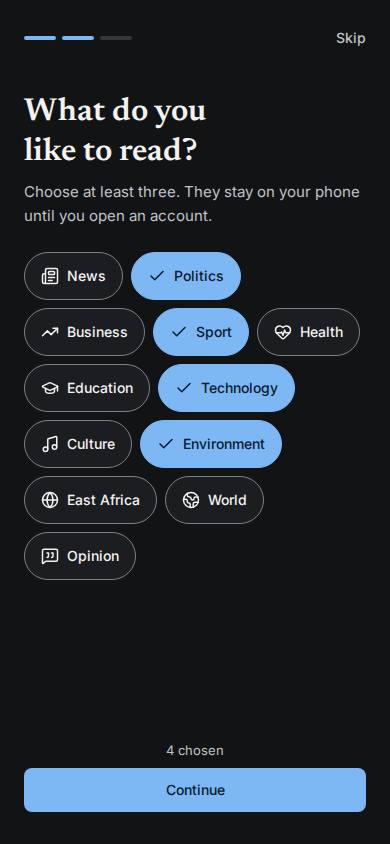 Skip
What do you
like to read?
Choose at least three. They stay on your phone
until you open an account.
News
Politics
Business
Sport
Health
Education
Technology
Culture
Environment
East Africa
World
Opinion
4 chosen
Continue